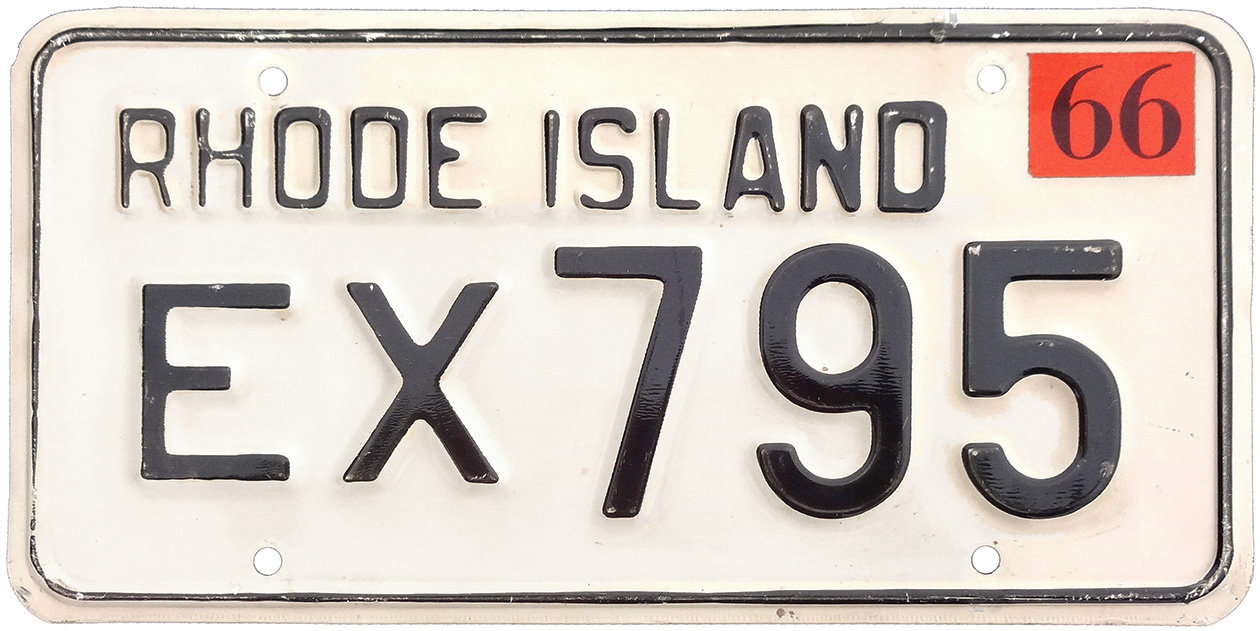 RHODE ISLAND
66
EX795